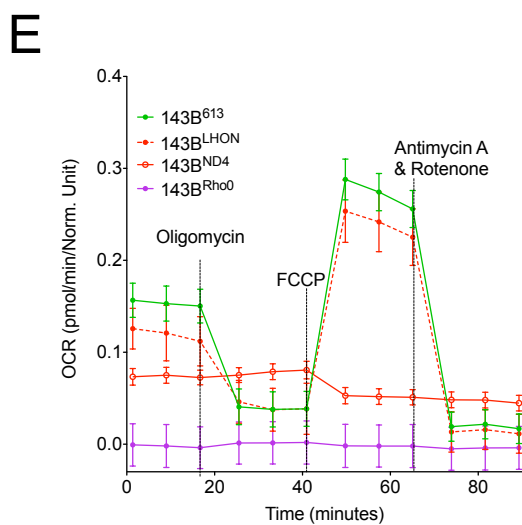 E
OCR (pmol/min/Norm. Unit)
0.4
0.3
0.2
0.1
0.0
143B613
143BLHON
143BND4
143BRho0
Oligomycin
FCCP
Antimycin A
& Rotenone
0 20 40 60 80
Time (minutes)